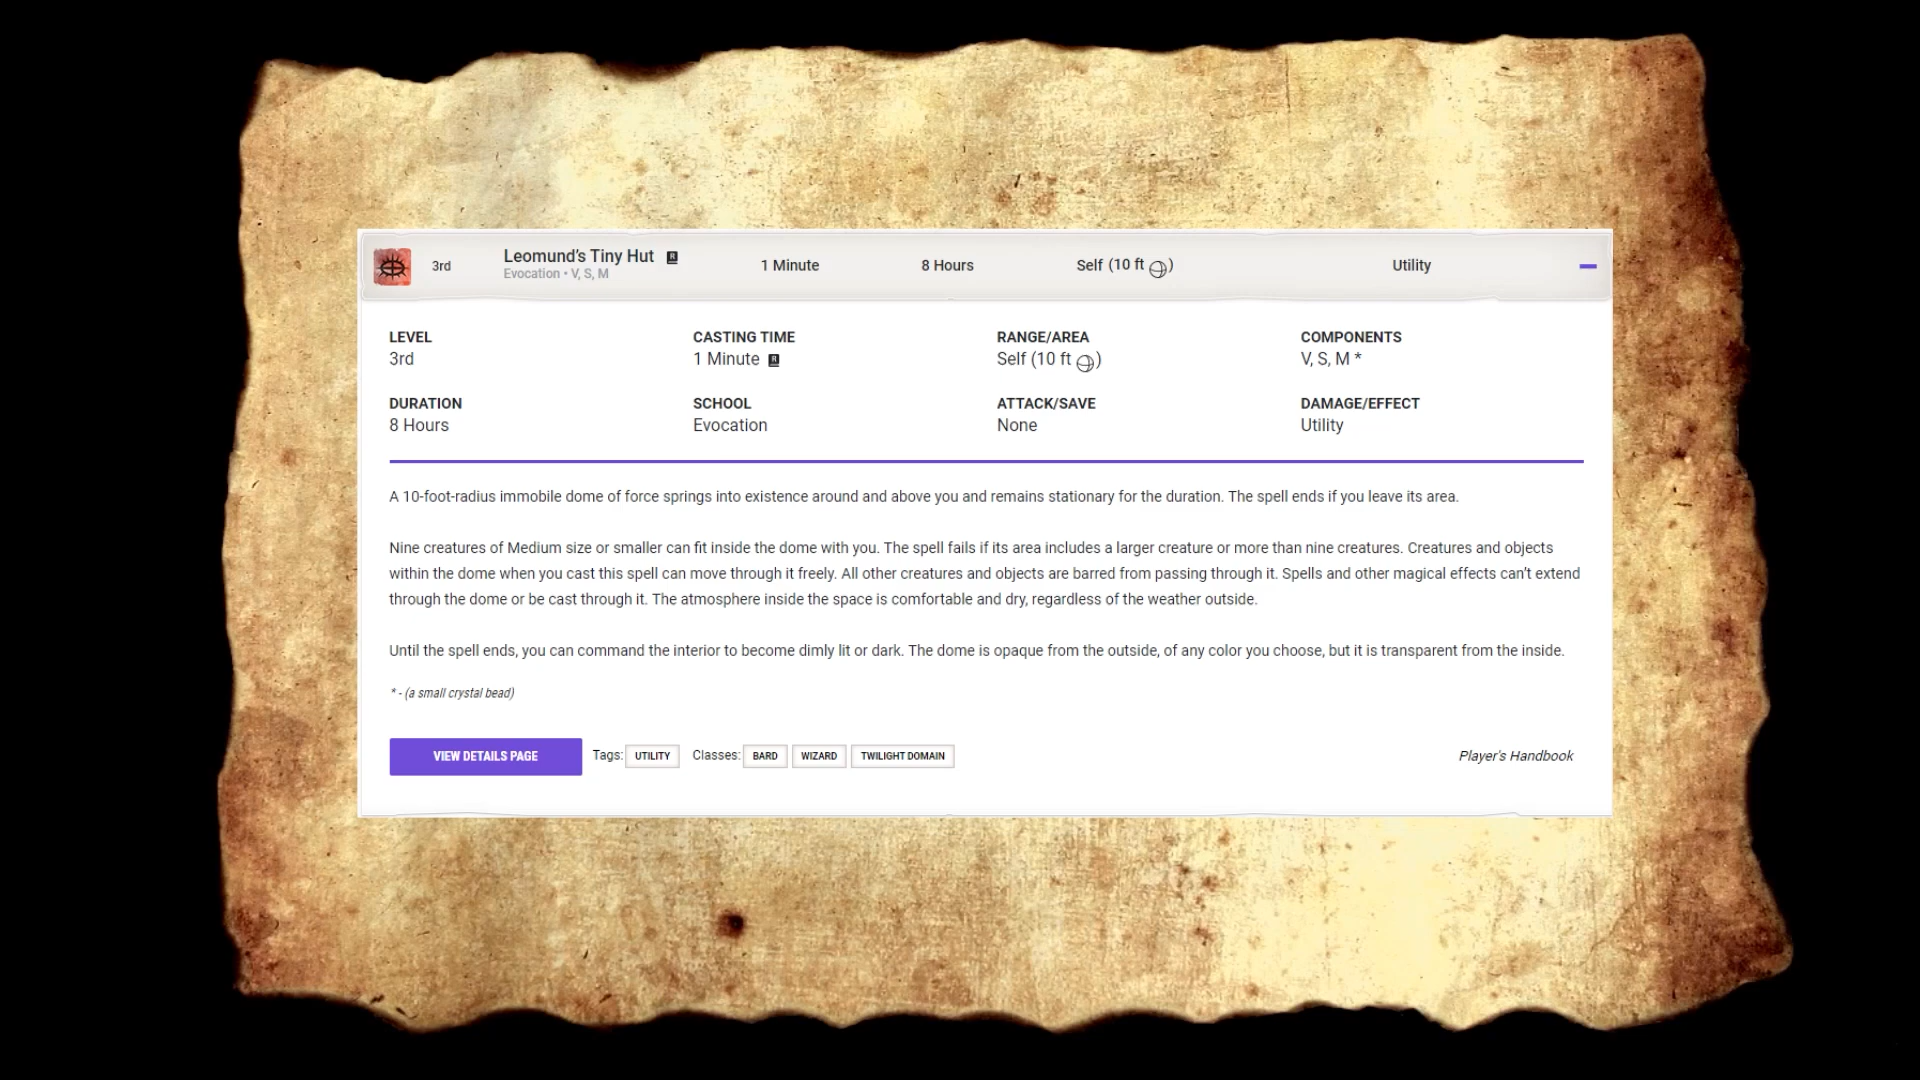 3rd
Leomund's Tiny Hut R
Evocation • V, S, M
1 Minute
8 Hours
Self (10 ft )
Utility
LEVEL
3rd
CASTING TIME
1 Minute R
RANGE/AREA
Self (10 ft )
COMPONENTS
V, S, M *
DURATION
8 Hours
SCHOOL
Evocation
ATTACK/SAVE
None
DAMAGE/EFFECT
Utility
A 10-foot-radius immobile dome of force springs into existence around and above you and remains stationary for the duration. The spell ends if you leave its area.
Nine creatures of Medium size or smaller can fit inside the dome with you. The spell fails if its area includes a larger creature or more than nine creatures. Creatures and objects
within the dome when you cast this spell can move through it freely. All other creatures and objects are barred from passing through it. Spells and other magical effects can't extend
through the dome or be cast through it. The atmosphere inside the space is comfortable and dry, regardless of the weather outside.
Until the spell ends, you can command the interior to become dimly lit or dark. The dome is opaque from the outside, of any color you choose, but it is transparent from the inside.
* - (a small crystal bead)
VIEW DETAILS PAGE
Tags: UTILITY
Classes: BARD WIZARD TWILIGHT DOMAIN
Player's Handbook